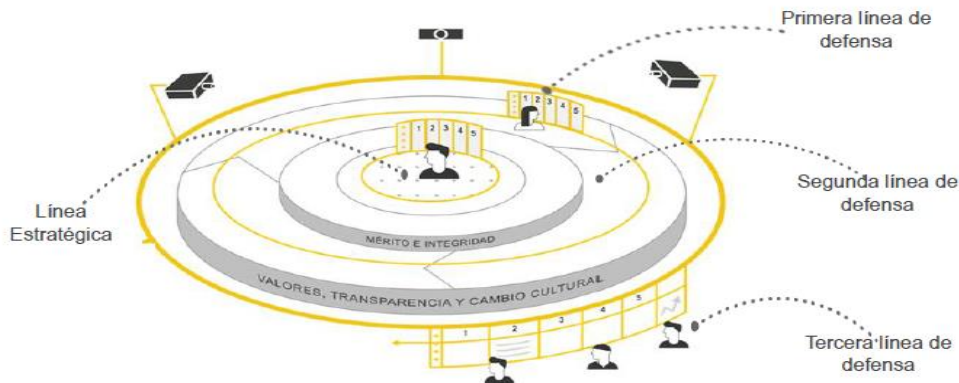 Primera línea de
defensa
1 2 3 4 5
1 2 3 4 5
Segunda línea de
defensa
Línea
Estratégica
MÉRITO E INTEGRIDAD
VALORES, TRANSPARENCIA Y CAMBIO CULTURAL
1 2 3 4 5
Tercera línea de
defensa